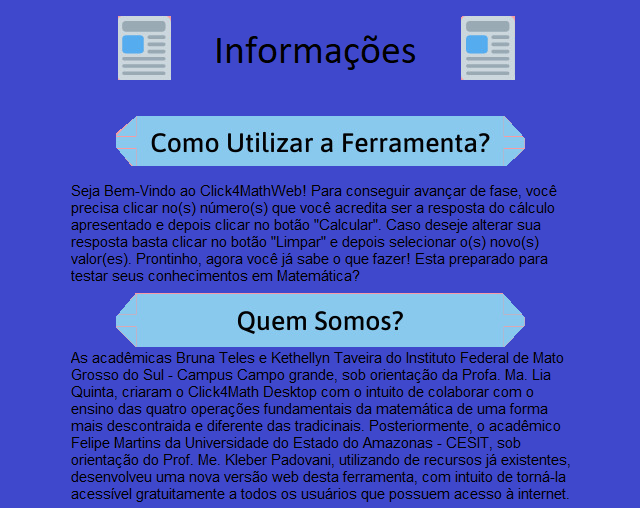 Informações
Como Utilizar a Ferramenta?
Seja Bem-Vindo ao Click4MathWeb! Para conseguir avançar de fase, você
precisa clicar no(s) número(s) que você acredita ser a resposta do cálculo
apresentado e depois clicar no botão "Calcular". Caso deseje alterar sua
resposta basta clicar no botão "Limpar" e depois selecionar o(s) novo(s)
valor(es). Prontinho, agora você já sabe o que fazer! Esta preparado para
testar seus conhecimentos em Matemática?
Quem Somos?
As acadêmicas Bruna Teles e Kethellyn Taveira do Instituto Federal de Mato
Grosso do Sul - Campus Campo grande, sob orientação da Profa. Ma. Lia
Quinta, criaram o Click4Math Desktop com o intuito de colaborar com o
ensino das quatro operações fundamentais da matemática de uma forma
mais descontraida e diferente das tradicinais. Posteriormente, o acadêmico
Felipe Martins da Universidade do Estado do Amazonas - CESIT, sob
orientação do Prof. Me. Kleber Padovani, utilizando de recursos já existentes,
desenvolveu uma nova versão web desta ferramenta, com intuito de torná-la
acessível gratuitamente a todos os usuários que possuem acesso à internet.